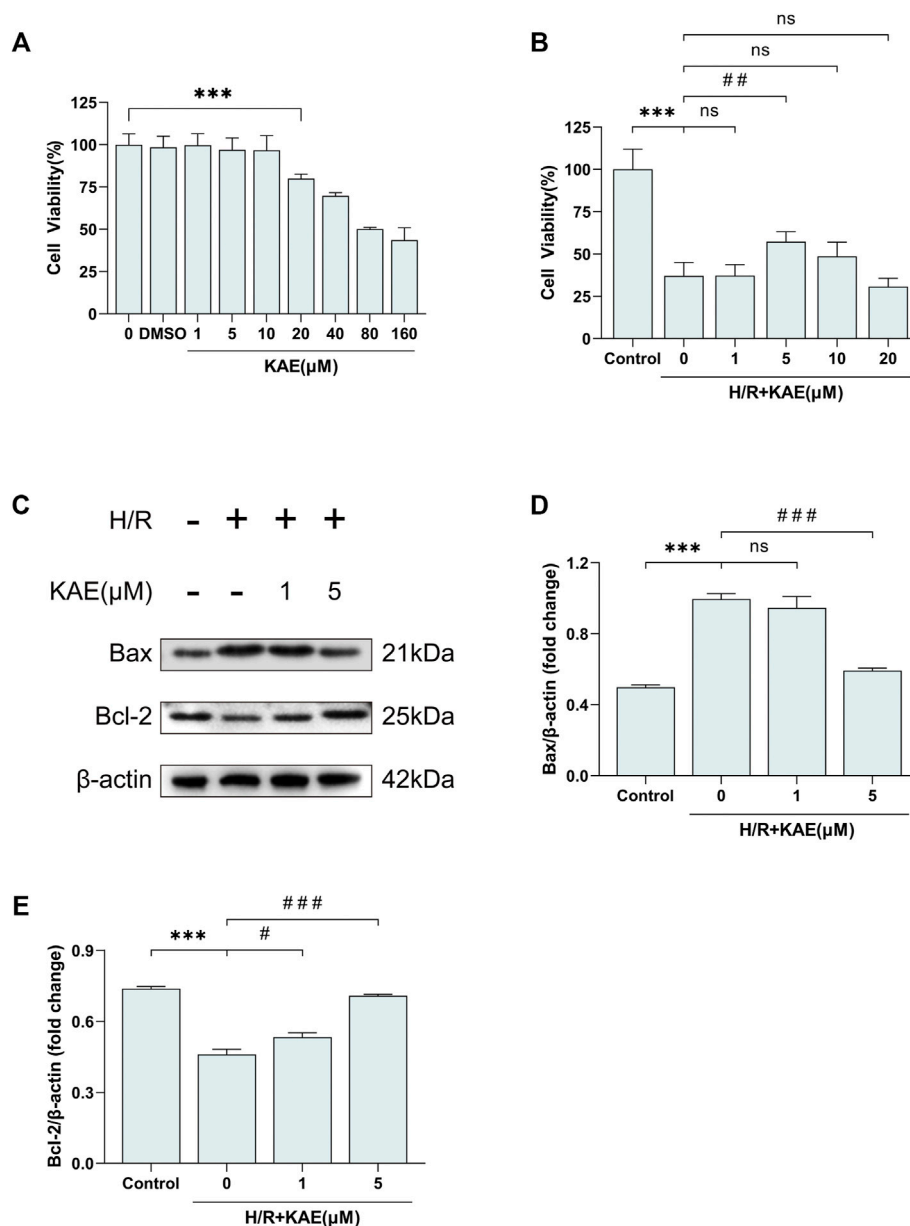 A
***
125
100
75
50
25
0
Cell Viability(%)
0 DMSO 1 5 10 20 40 80 160
KAE(μM)
B
ns
ns
# #
*** ns
125
100
75
50
25
0
Cell Viability(%)
Control 0 1 5 10 20
H/R+KAE(μM)
C
H/R - + + +
KAE(μM) - - 1 5
Bax 21kDa
Bcl-2 25kDa
β-actin 42kDa
D
# # #
*** ns
1.2
0.8
0.4
0.0
Bax/β-actin (fold change)
Control 0 1 5
H/R+KAE(μM)
E
# # #
*** #
0.9
0.6
0.3
0.0
Bcl-2/β-actin (fold change)
Control 0 1 5
H/R+KAE(μM)